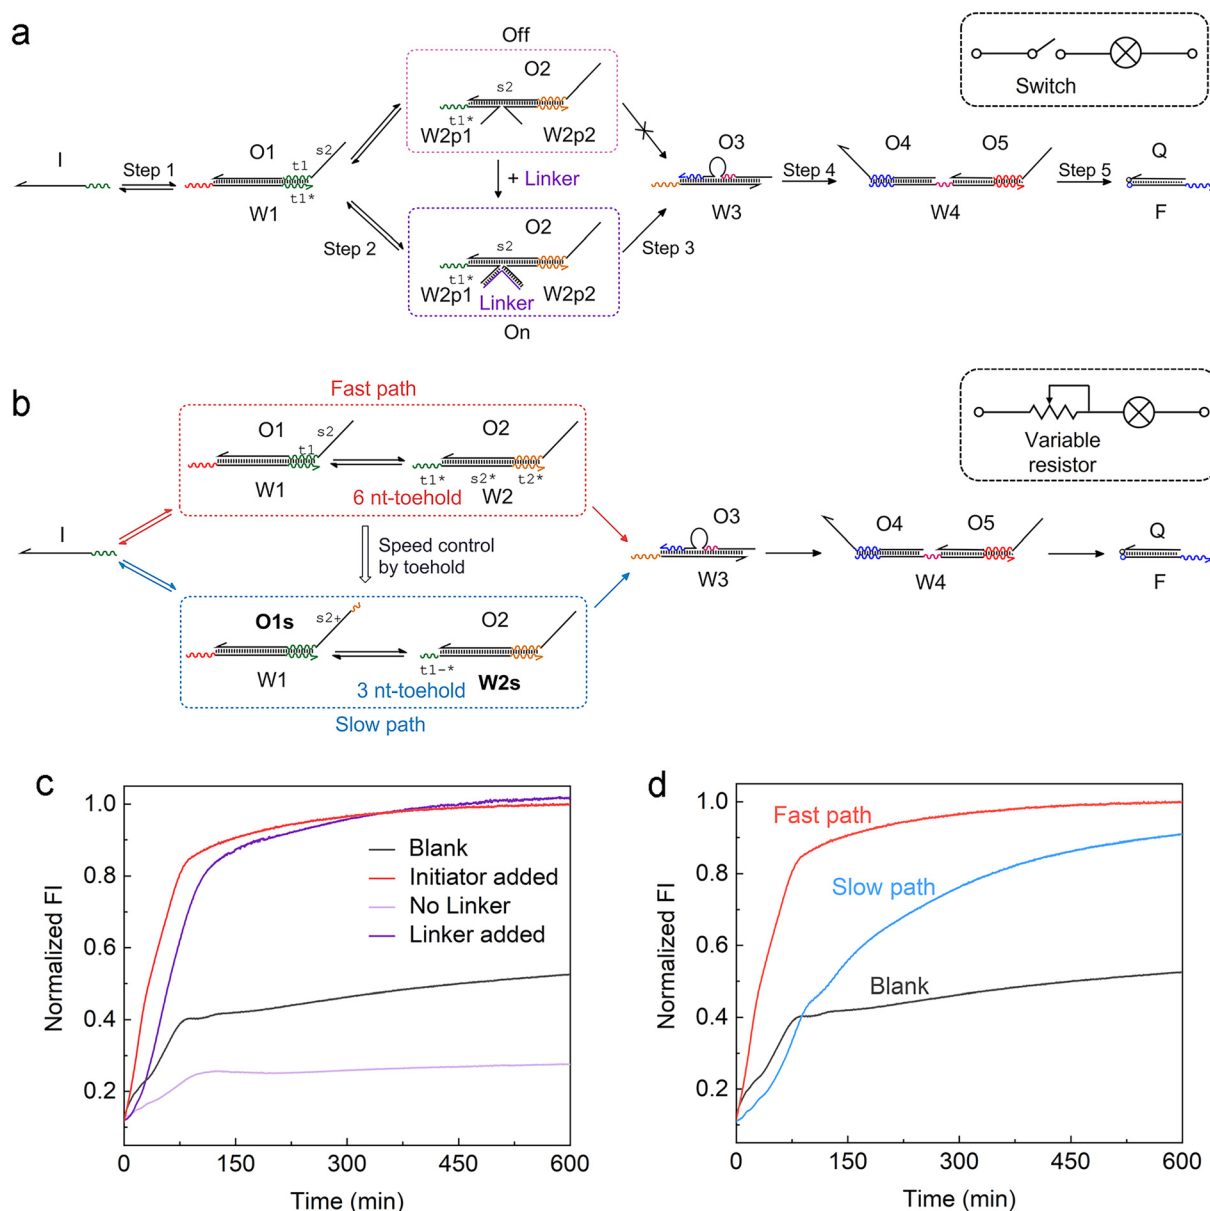 a
Off
O2
s2
t1*
W2p1
W2p2
Switch
I
Step 1
O1
s2
t1
t1*
W1
+ Linker
O3
W3
Step 4
O4
O5
W4
Step 5
Q
F
Step 2
O2
s2
t1*
W2p1
W2p2
Linker
Step 3
On
b
Fast path
O1
s2
t1
W1
O2
t1*
s2*
t2*
W2
6 nt-toehold
Variable
resistor
I
Speed control
by toehold
O3
W3
O4
O5
W4
Q
F
O1s
s2+
W1
O2
t1-*
W2s
3 nt-toehold
Slow path
c
Normalized FI
1.0
0.8
0.6
0.4
0.2
Blank
Initiator added
No Linker
Linker added
0
150
300
450
600
Time (min)
d
Normalized FI
1.0
0.8
0.6
0.4
0.2
Fast path
Slow path
Blank
0
150
300
450
600
Time (min)